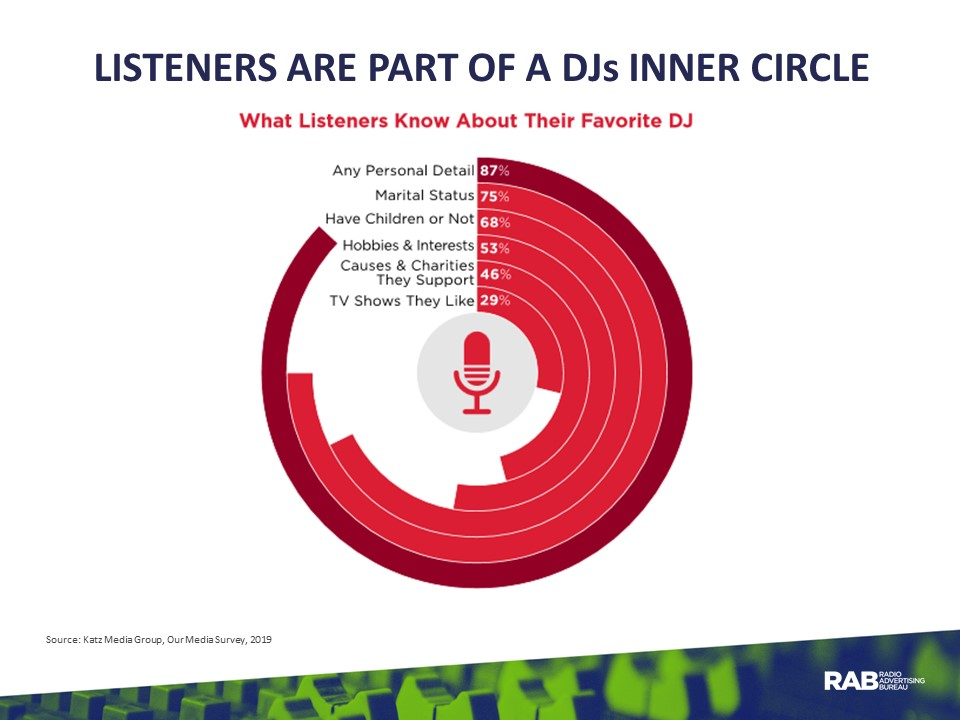 LISTENERS ARE PART OF A DJs INNER CIRCLE
What Listeners Know About Their Favorite DJ
Any Personal Detail 87%
Marital Status 75%
Have Children or Not 68%
Hobbies & Interests 53%
Causes & Charities
They Support 46%
TV Shows They Like 29%
Source: Katz Media Group, Our Media Survey, 2019
RAB RADIO
ADVERTISING
BUREAU